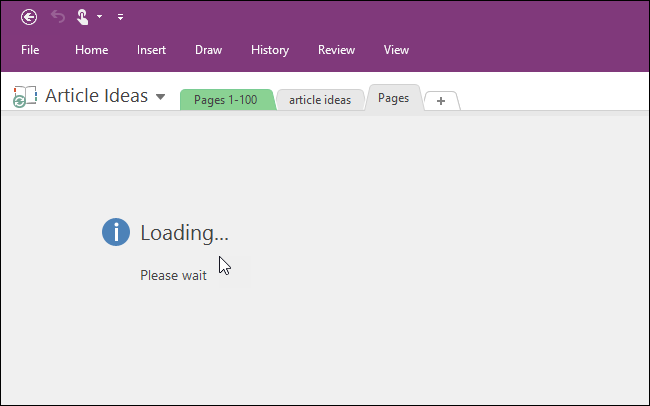 File Home Insert Draw History Review View
Article Ideas Pages 1-100 article ideas Pages +
i Loading...
Please wait